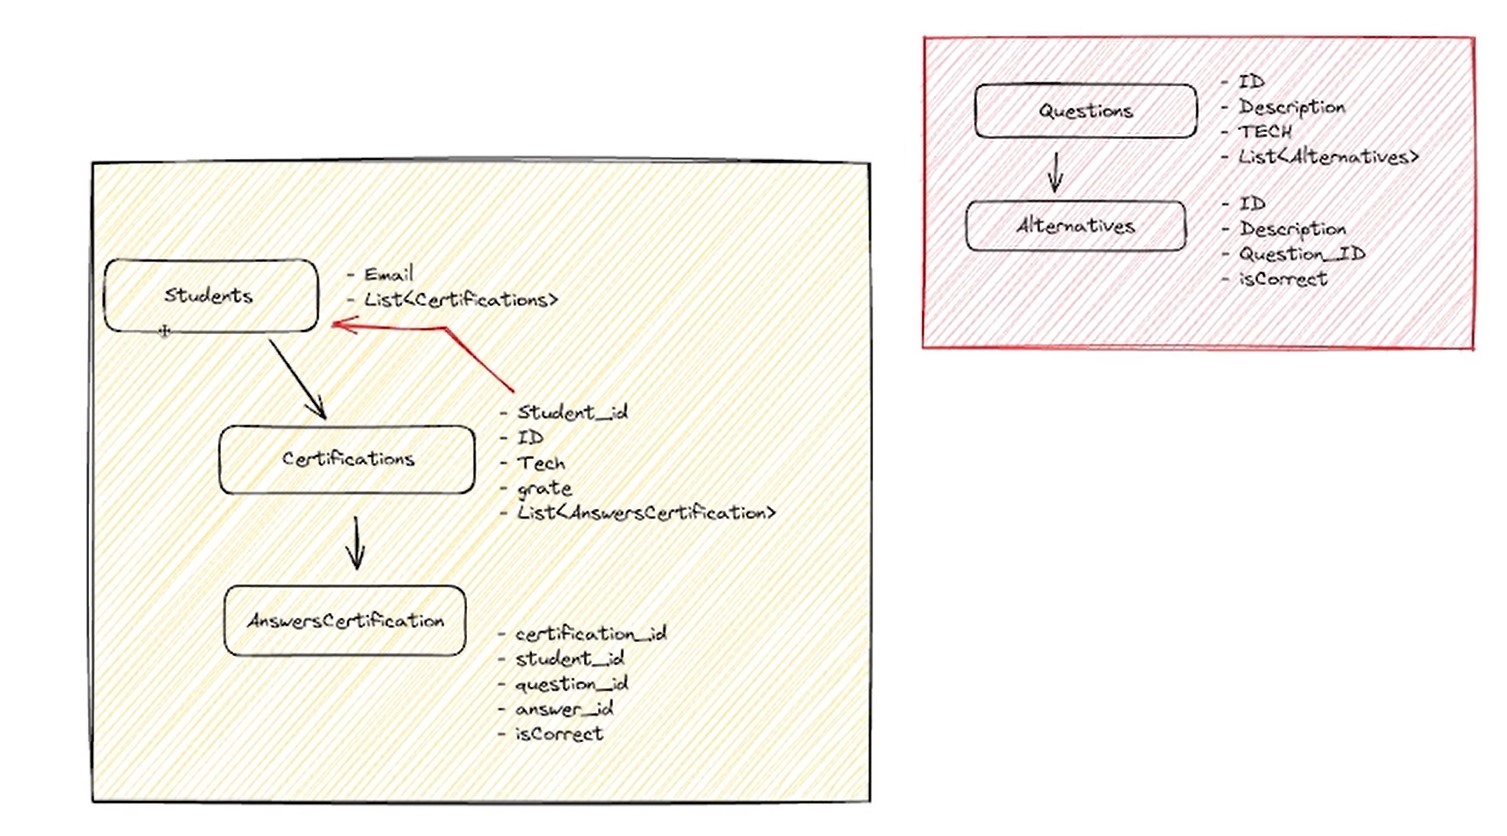 Questions
- ID
- Description
- TECH
- List<Alternatives>
Alternatives
- ID
- Description
- Question_ID
- isCorrect
Students
- Email
- List<Certifications>
Certifications
- Student_id
- ID
- Tech
- grate
- List<AnswersCertification>
AnswersCertification
- certification_id
- student_id
- question_id
- answer_id
- isCorrect